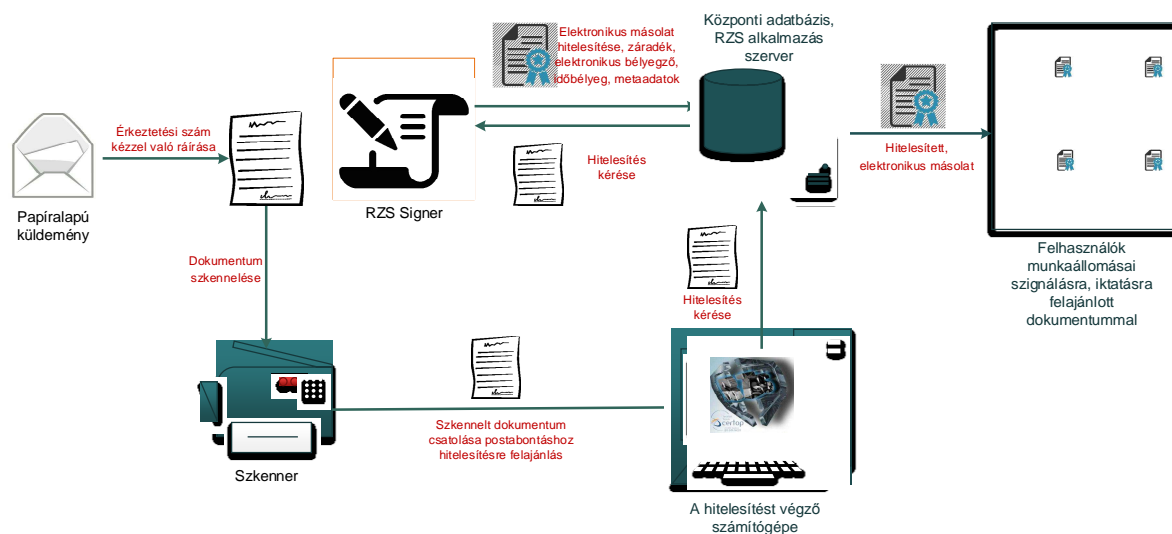 Elektronikus másolat
hitelesítése, záradék,
elektronikus bélyegző,
időbélyeg, metaadatok
Központi adatbázis,
RZS alkalmazás
szerver
Érkeztetési szám
kézzel való ráírása
Papíralapú
küldemény
RZS Signer
Hitelesítés
kérése
Hitelesített,
elektronikus másolat
Felhasználók
munkaállomásai
szignálásra, iktatásra
felajánlott
dokumentummal
Dokumentum
szkennelése
Hitelesítés
kérése
Szkennelt dokumentum
csatolása postabontáshoz
hitelesítésre felajánlás
Szkenner
certop
A hitelesítést végző
számítógépe